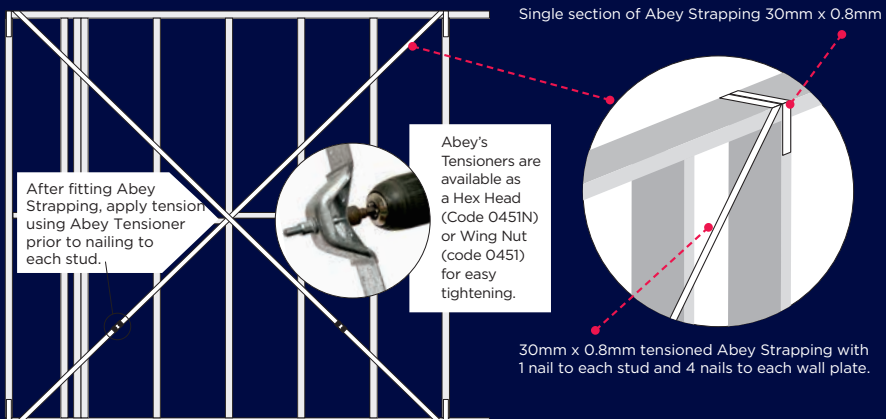 Single section of Abey Strapping 30mm x 0.8mm
After fitting Abey
Strapping, apply tension
using Abey Tensioner
prior to nailing to
each stud.
Abey's
Tensioners are
available as
a Hex Head
(Code 0451N)
or Wing Nut
(code 0451)
for easy
tightening.
30mm x 0.8mm tensioned Abey Strapping with
1 nail to each stud and 4 nails to each wall plate.